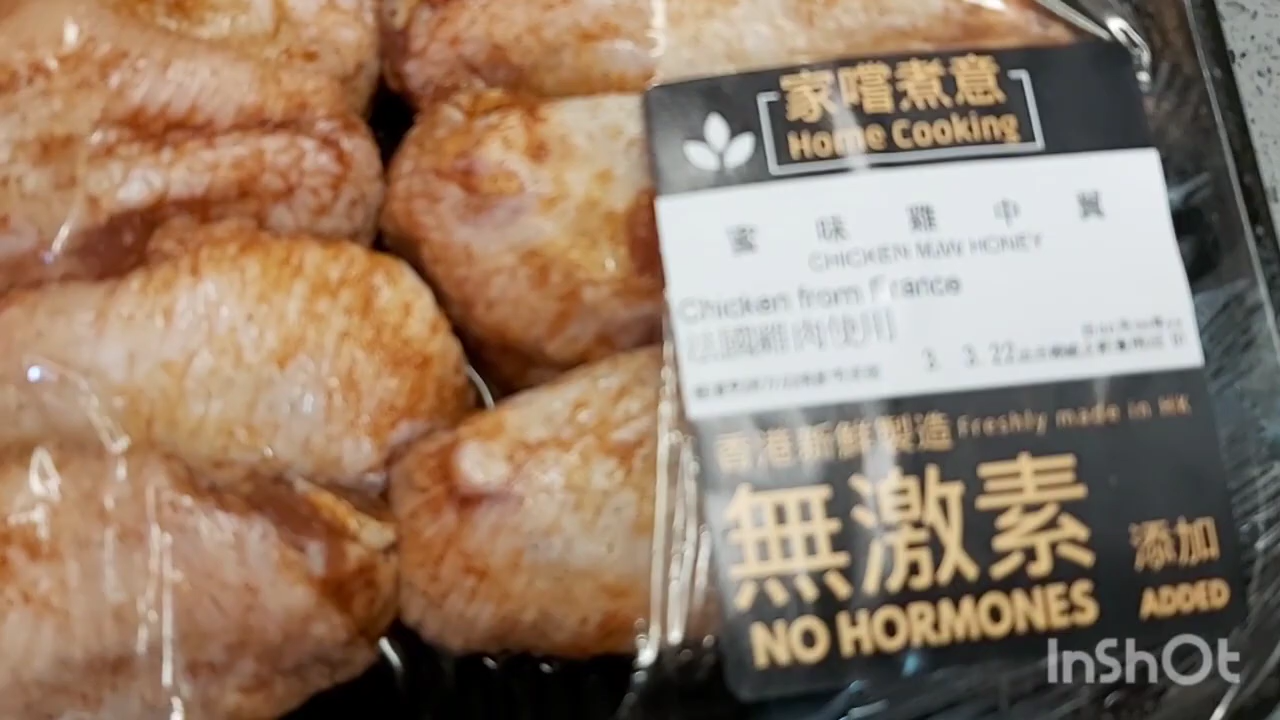 家嚐煮意
Home Cooking
蜜味雞中翼
CHICKEN M/W HONEY
Chicken from France
法國雞肉使用
3. 3.22
香港新鮮製造 Freshly made in HK
無激素 添加
NO HORMONES ADDED
InShOt